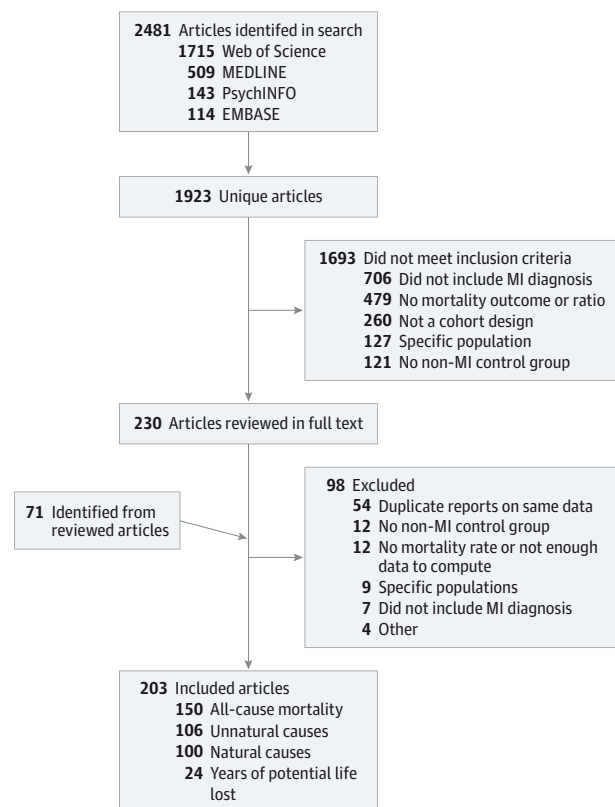 2481 Articles identifed in search
1715 Web of Science
509 MEDLINE
143 PsychINFO
114 EMBASE
1923 Unique articles
1693 Did not meet inclusion criteria
706 Did not include MI diagnosis
479 No mortality outcome or ratio
260 Not a cohort design
127 Specific population
121 No non-MI control group
230 Articles reviewed in full text
71 Identified from
reviewed articles
98 Excluded
54 Duplicate reports on same data
12 No non-MI control group
12 No mortality rate or not enough
data to compute
9 Specific populations
7 Did not include MI diagnosis
4 Other
203 Included articles
150 All-cause mortality
106 Unnatural causes
100 Natural causes
24 Years of potential life
lost